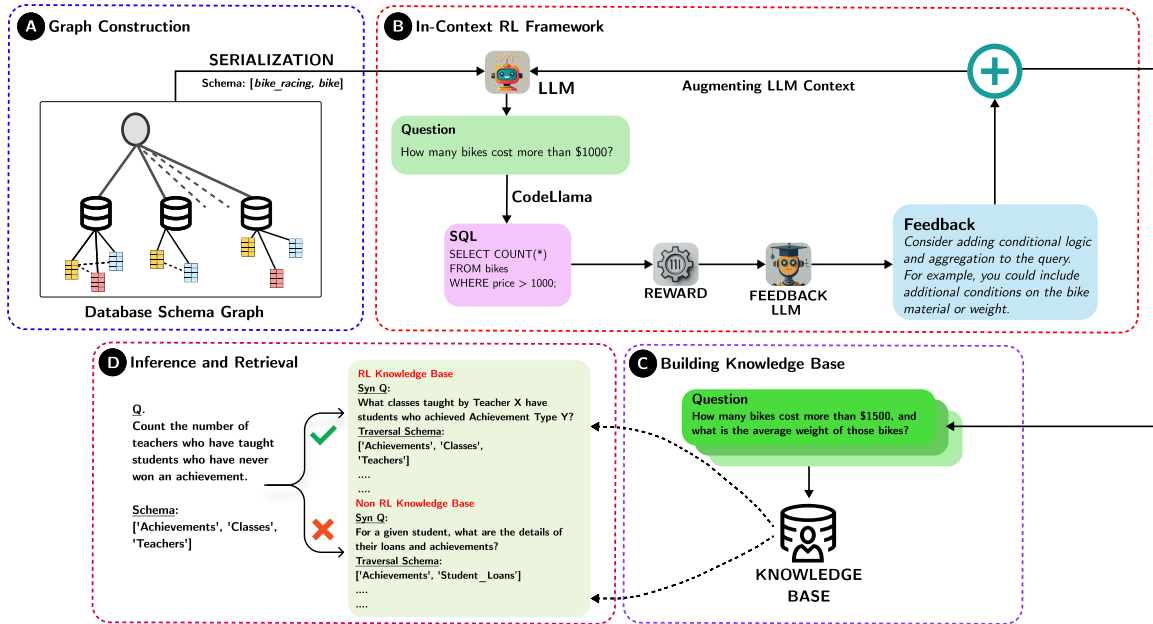 A Graph Construction
SERIALIZATION
Schema: [bike_racing, bike]
Database Schema Graph
B In-Context RL Framework
LLM
Augmenting LLM Context
Question
How many bikes cost more than $1000?
CodeLlama
SQL
SELECT COUNT(*)
FROM bikes
WHERE price > 1000;
REWARD
FEEDBACK
LLM
Feedback
Consider adding conditional logic
and aggregation to the query.
For example, you could include
additional conditions on the bike
material or weight.
D Inference and Retrieval
Q.
Count the number of
teachers who have taught
students who have never
won an achievement.
Schema:
['Achievements', 'Classes',
'Teachers']
RL Knowledge Base
Syn Q:
What classes taught by Teacher X have
students who achieved Achievement Type Y?
Traversal Schema:
['Achievements', 'Classes',
'Teachers']
....
....
Non RL Knowledge Base
Syn Q:
For a given student, what are the details of
their loans and achievements?
Traversal Schema:
['Achievements', 'Student_Loans']
....
....
C Building Knowledge Base
Question
How many bikes cost more than $1500, and
what is the average weight of those bikes?
KNOWLEDGE
BASE